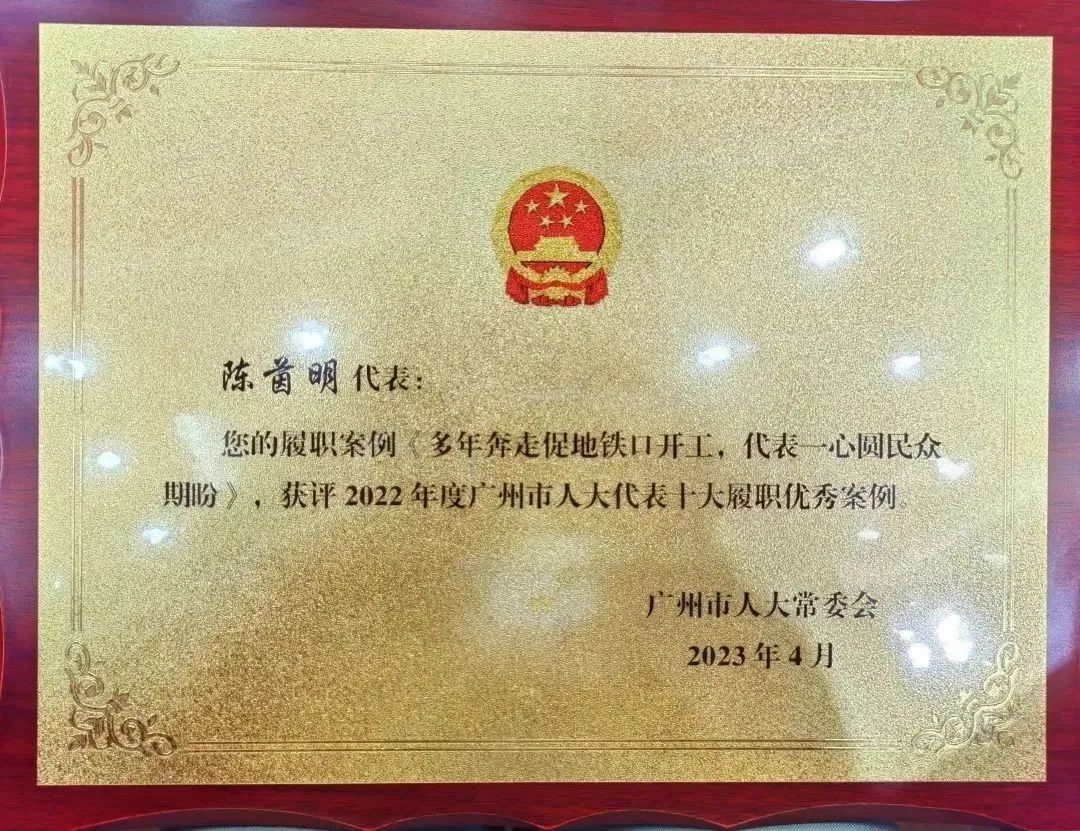 陈茵明代表：
您的履职案例《多年奔走促地铁口开工，代表一心圆民众
期盼》，获评2022年度广州市人大代表十大履职优秀案例。
广州市人大常委会
2023年4月